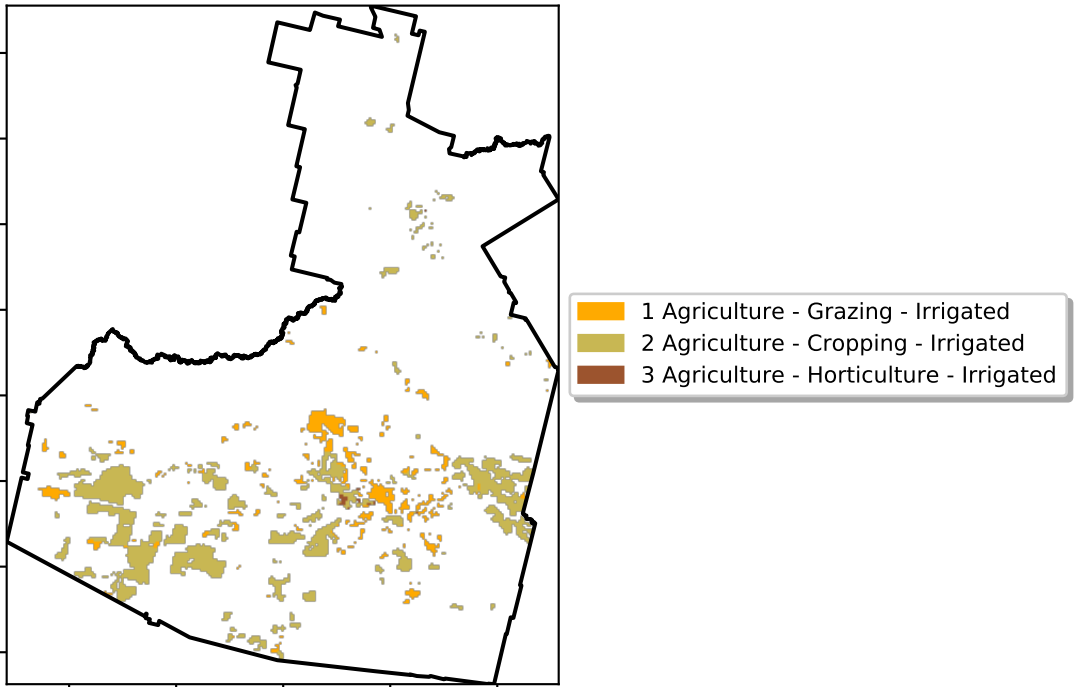 1 Agriculture - Grazing - Irrigated
2 Agriculture - Cropping - Irrigated
3 Agriculture - Horticulture - Irrigated